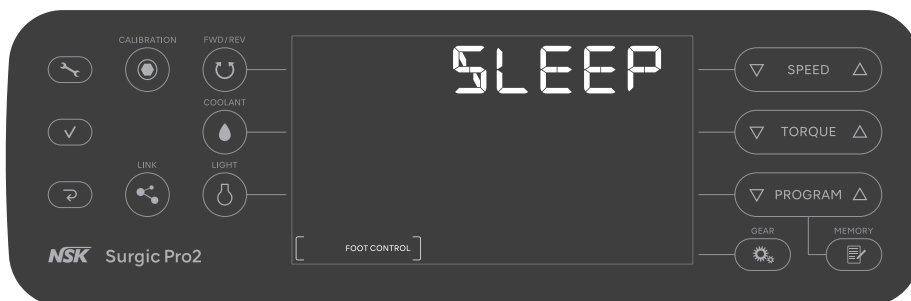 CALIBRATION
FWD/REV
SLEEP
SPEED
COOLANT
TORQUE
LINK
LIGHT
PROGRAM
GEAR
MEMORY
FOOT CONTROL
NSK Surgic Pro2